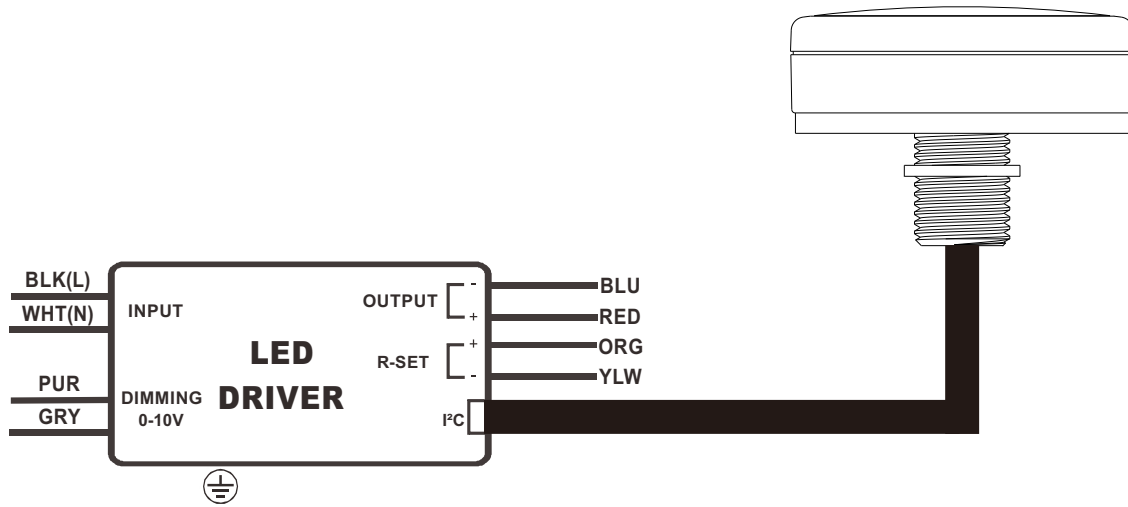 BLK(L)
WHT(N)
INPUT
PUR
GRY
DIMMING
0-10V
LED
DRIVER
OUTPUT
-
+
R-SET
+
-
I²C
BLU
RED
ORG
YLW